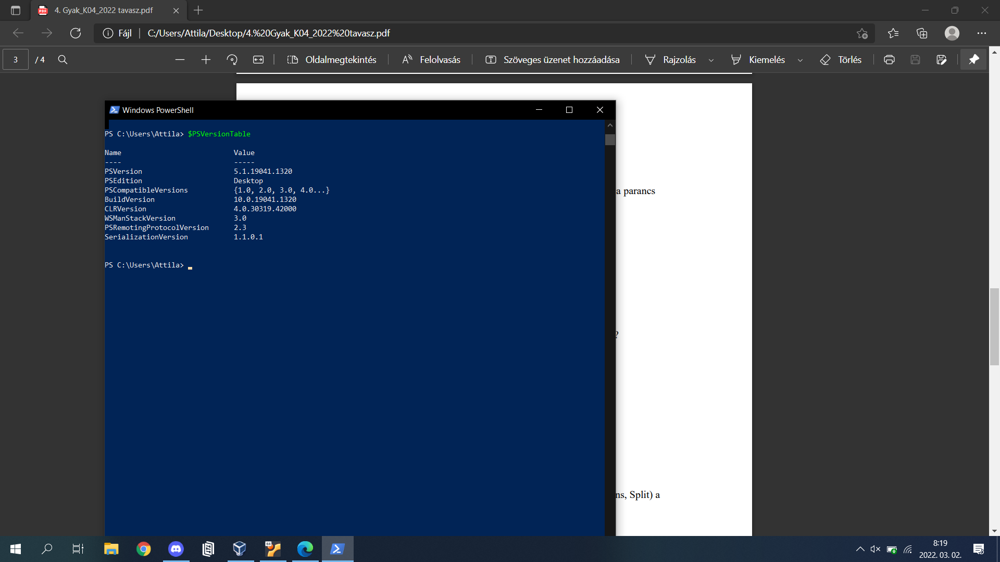 4. Gyak_K04_2022 tavasz.pdf
Fájl
C:/Users/Attila/Desktop/4.%20Gyak_K04_2022%20tavasz.pdf
3 / 4
Oldalmegtekintés
Felolvasás
Szöveges üzenet hozzáadása
Rajzolás
Kiemelés
Törlés
Windows PowerShell
PS C:\Users\Attila> $PSVersionTable
Name Value
---- -----
PSVersion 5.1.19041.1320
PSEdition Desktop
PSCompatibleVersions {1.0, 2.0, 3.0, 4.0...}
BuildVersion 10.0.19041.1320
CLRVersion 4.0.30319.42000
WSManStackVersion 3.0
PSRemotingProtocolVersion 2.3
SerializationVersion 1.1.0.1
PS C:\Users\Attila>
a parancs
?
ns, Split) a
64
8:19
2022. 03. 02.